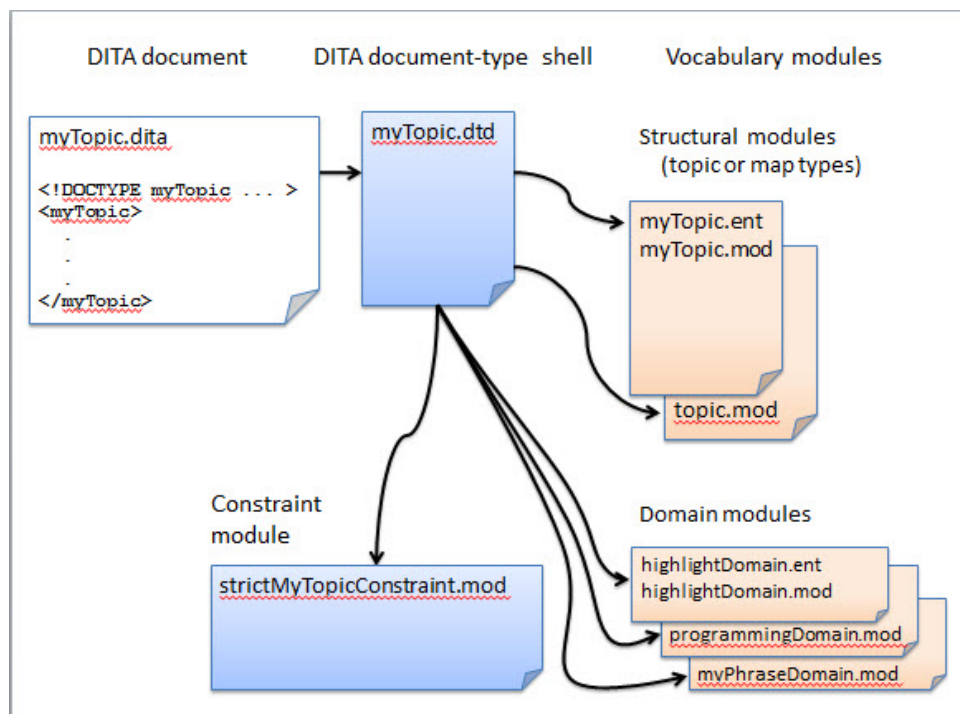 DITA document
DITA document-type shell
Vocabulary modules
myTopic.dita
<!DOCTYPE myTopic ... >
<myTopic>
.
.
.
</myTopic>
myTopic.dtd
Structural modules
(topic or map types)
myTopic.ent
myTopic.mod
topic.mod
Constraint
module
strictMyTopicConstraint.mod
Domain modules
highlightDomain.ent
highlightDomain.mod
programmingDomain.mod
myPhraseDomain.mod